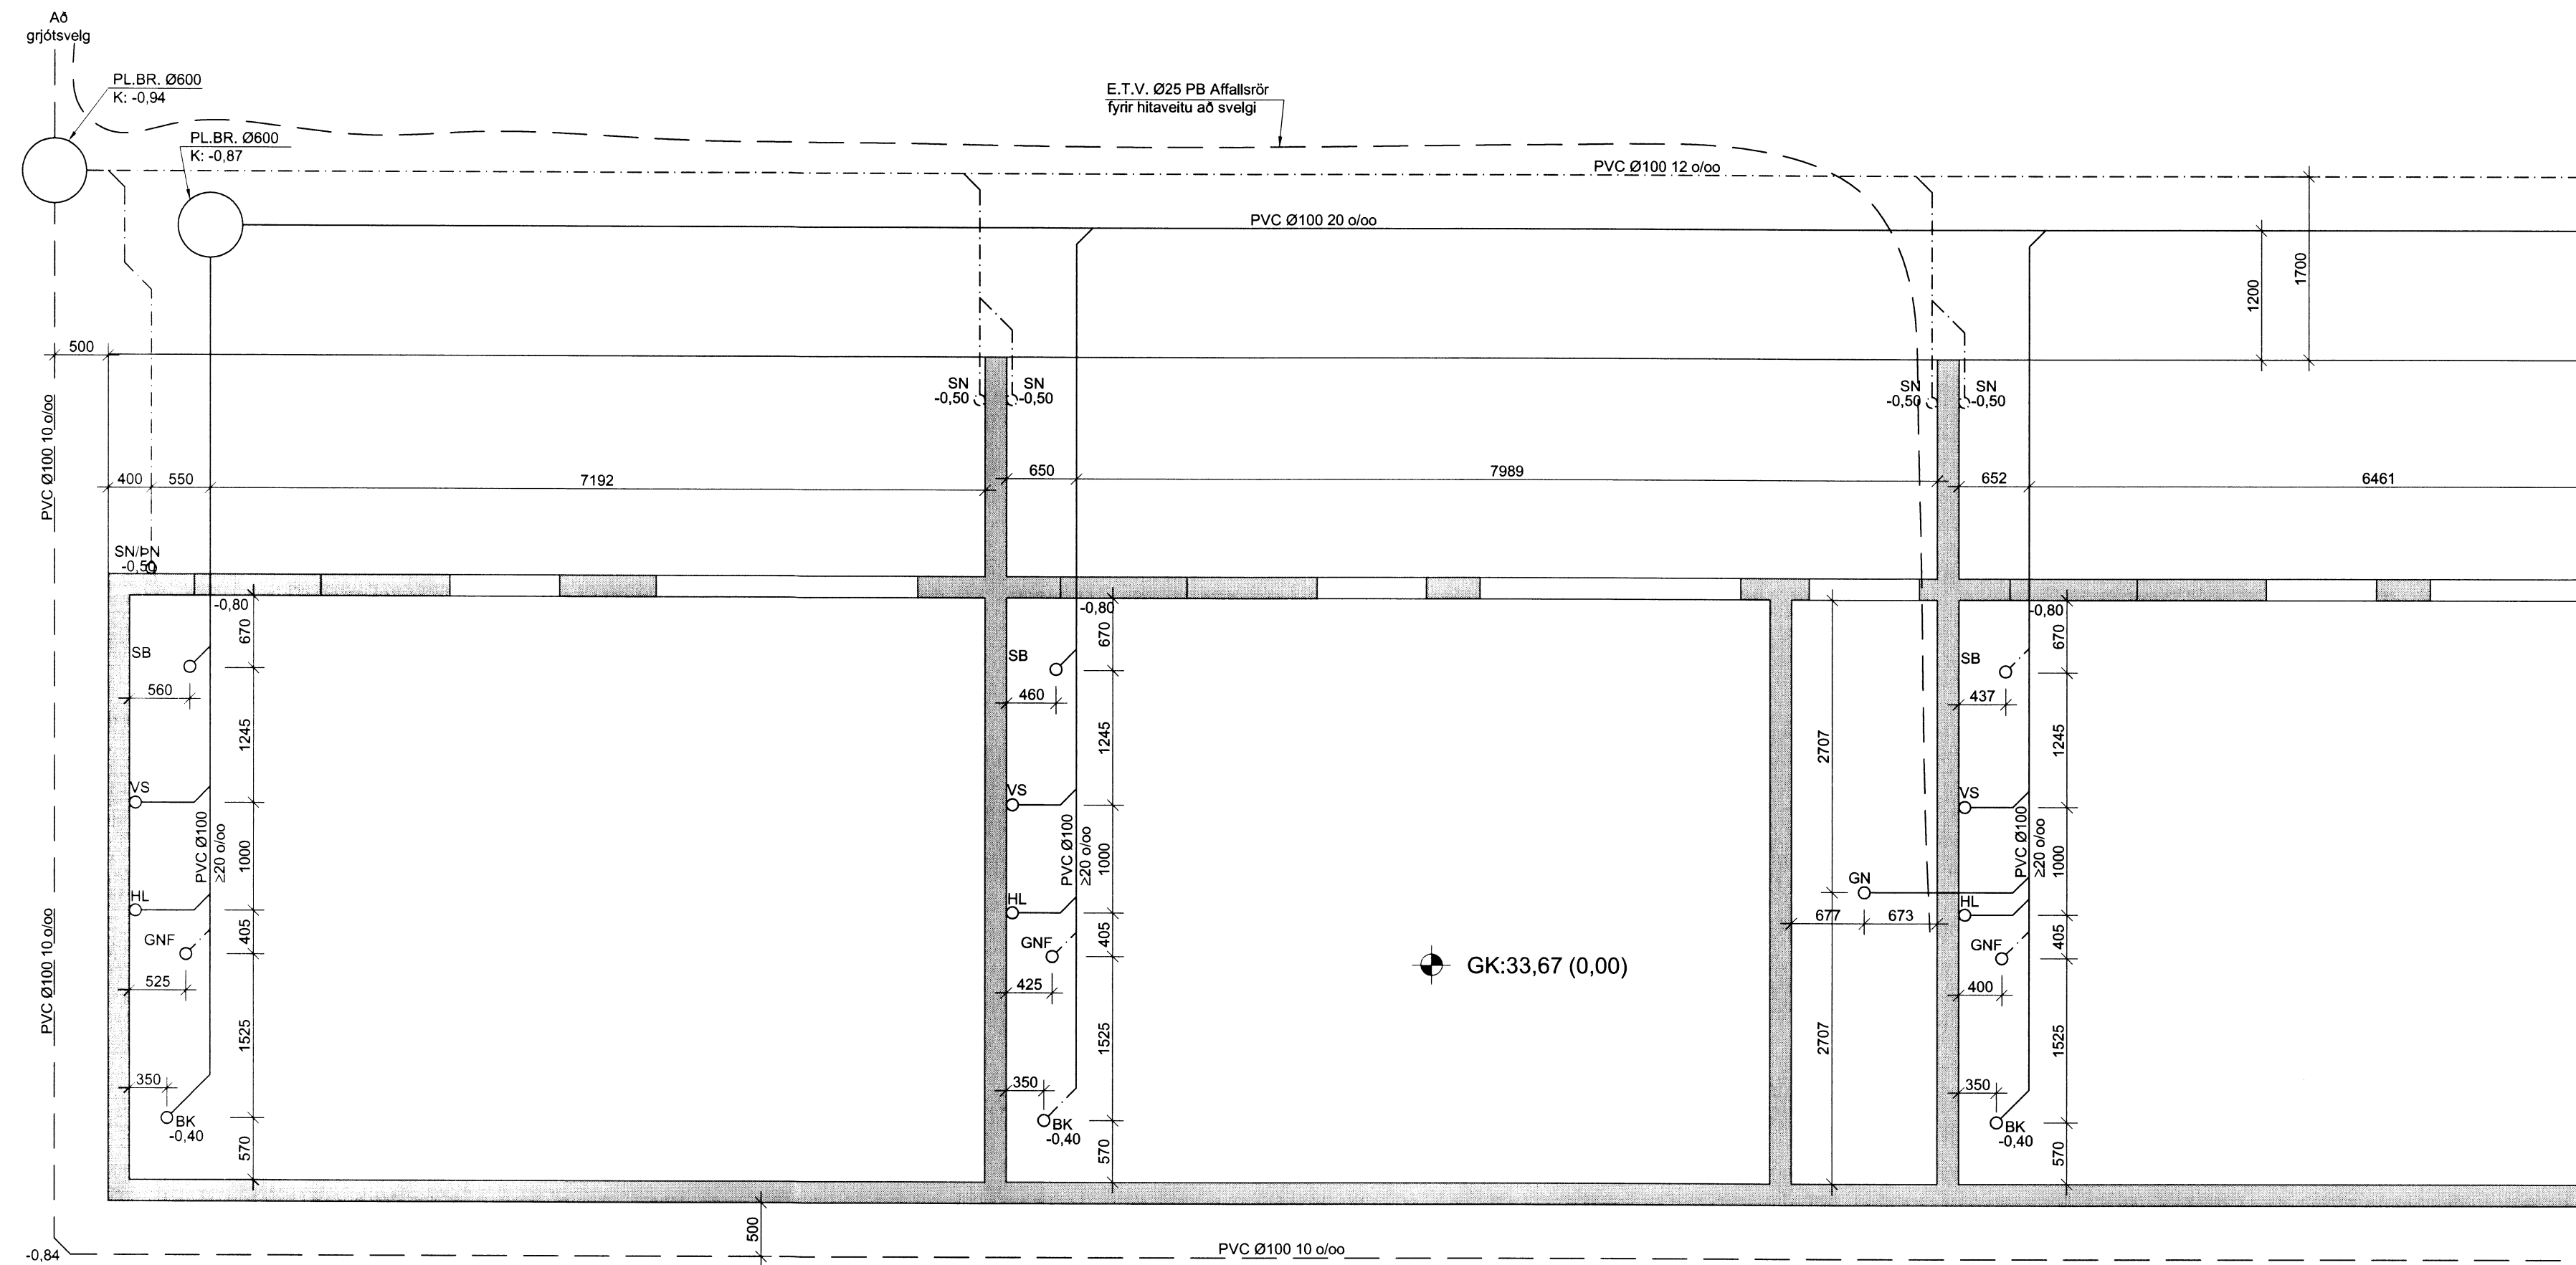 Að
grjótsvelg
PL.BR. Ø600
K: -0,94
PL.BR. Ø600
K: -0,87
E.T.V. Ø25 PB Affallsrör
fyrir hitaveitu að svelgi
PVC Ø100 12 o/oo
PVC Ø100 20 o/oo
1200
1700
500
SN
-0,50
SN
-0,50
SN
-0,50
SN
-0,50
PVC Ø100 10 o/oo
400
550
7192
650
7989
652
6461
SN/ÞN
-0,50
-0,80
-0,80
-0,80
670
670
670
SB
560
SB
460
SB
437
1245
1245
1245
2707
VS
VS
VS
PVC Ø100
≥20 o/oo
1000
PVC Ø100
≥20 o/oo
1000
PVC Ø100
≥20 o/oo
1000
HL
HL
GN
HL
677
673
GNF
405
GNF
405
GNF
405
525
425
400
GK:33,67 (0,00)
PVC Ø100 10 o/oo
1525
1525
2707
1525
350
350
350
BK
-0,40
BK
-0,40
BK
-0,40
570
570
570
500
-0,84
PVC Ø100 10 o/oo